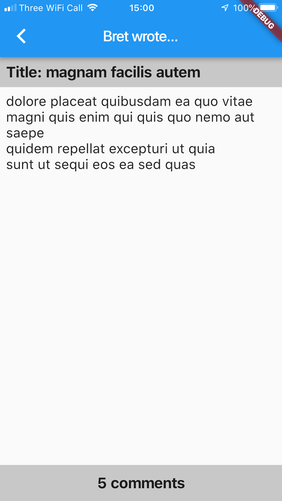 Three WiFi Call 15:00 100%
DEBUG
Bret wrote...
Title: magnam facilis autem
dolore placeat quibusdam ea quo vitae
magni quis enim qui quis quo nemo aut
saepe
quidem repellat excepturi ut quia
sunt ut sequi eos ea sed quas
5 comments